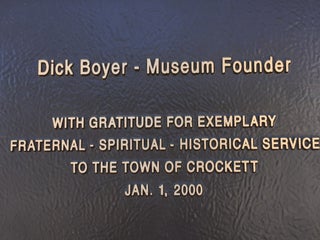 Dick Boyer - Museum Founder
WITH GRATITUDE FOR EXEMPLARY
FRATERNAL - SPIRITUAL - HISTORICAL SERVICE
TO THE TOWN OF CROCKETT
JAN. 1, 2000